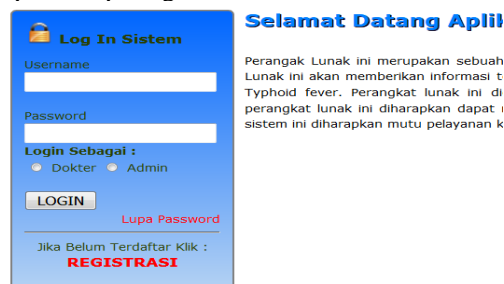 Log In Sistem
Username
Password
Login Sebagai :
Dokter Admin
LOGIN
Lupa Password
Jika Belum Terdaftar Klik :
REGISTRASI
Selamat Datang
Perangak Lunak ini merupakan sebuah
Lunak ini akan memberikan informasi
Typhoid fever. Perangkat lunak ini
perangkat lunak ini diharapkan dapat
sistem ini diharapkan mutu pelayanan